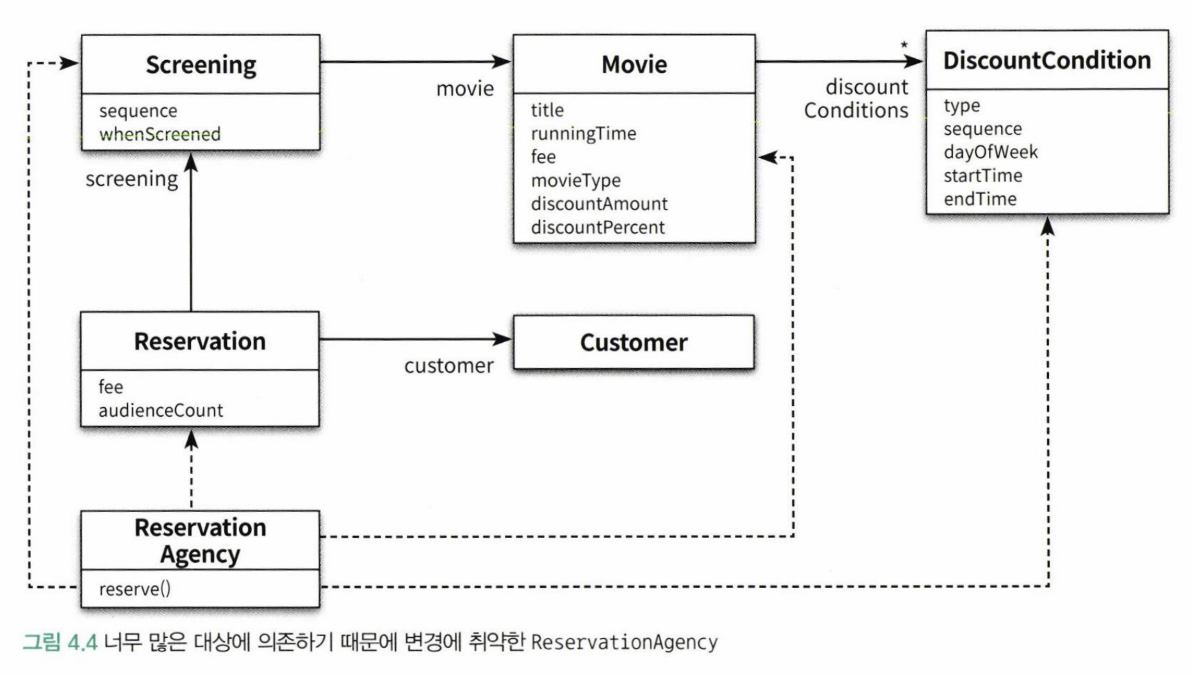 Screening
sequence
whenScreened
movie
Movie
title
runningTime
fee
movieType
discountAmount
discountPercent
*
discount
Conditions
DiscountCondition
type
sequence
dayOfWeek
startTime
endTime
screening
Reservation
fee
audienceCount
customer
Customer
Reservation
Agency
reserve()
그림 4.4 너무 많은 대상에 의존하기 때문에 변경에 취약한 ReservationAgency